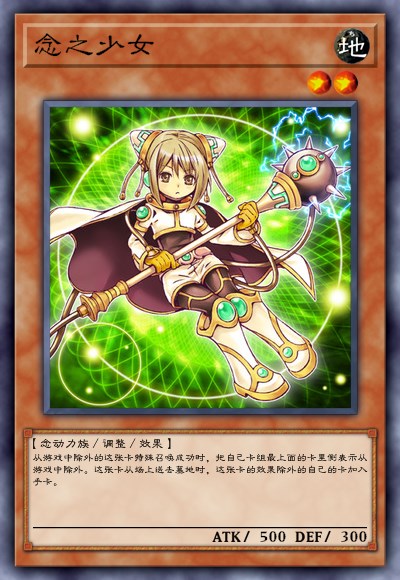 念之少女
地
【念动力族／调整／效果】
从游戏中除外的这张卡特殊召唤成功时，把自己卡组最上面的卡里侧表示从
游戏中除外。这张卡从场上送去墓地时，这张卡的效果除外的自己的卡加入
手卡。
ATK/ 500 DEF/ 300